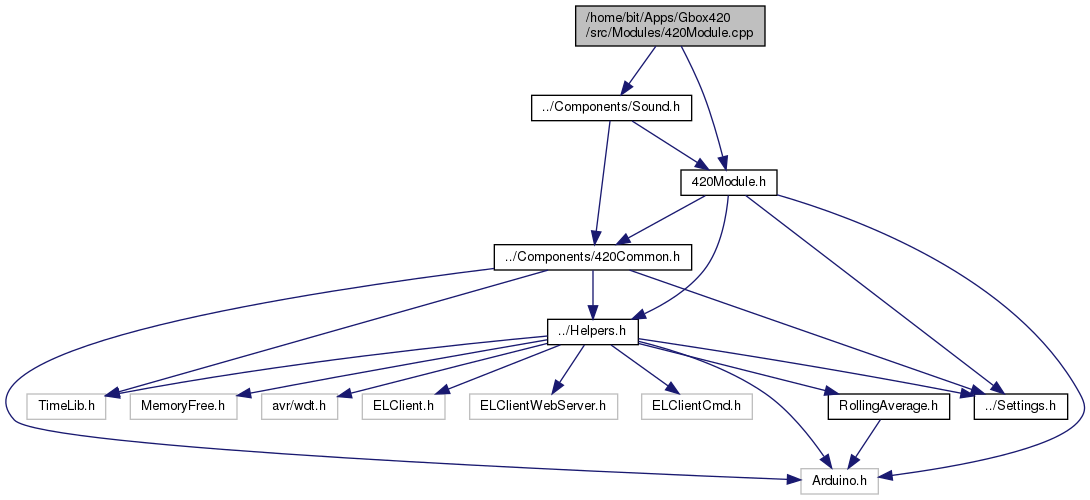 /home/bit/Apps/Gbox420
/src/Modules/420Module.cpp
../Components/Sound.h
420Module.h
../Components/420Common.h
../Helpers.h
TimeLib.h
MemoryFree.h
avr/wdt.h
ELClient.h
ELClientWebServer.h
ELClientCmd.h
RollingAverage.h
../Settings.h
Arduino.h